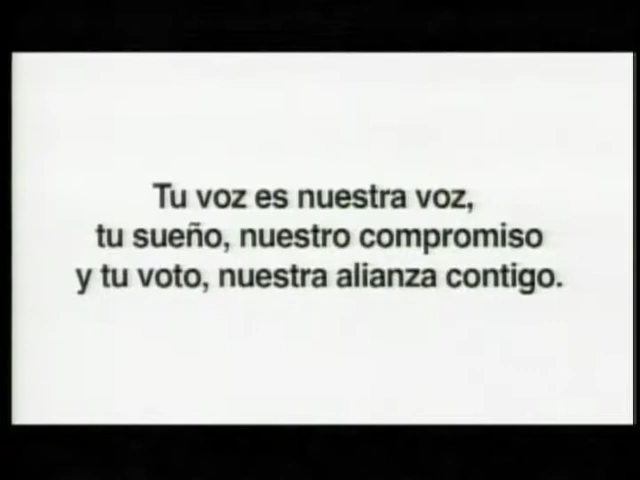 Tu voz es nuestra voz,
tu sueño, nuestro compromiso
y tu voto, nuestra alianza contigo.